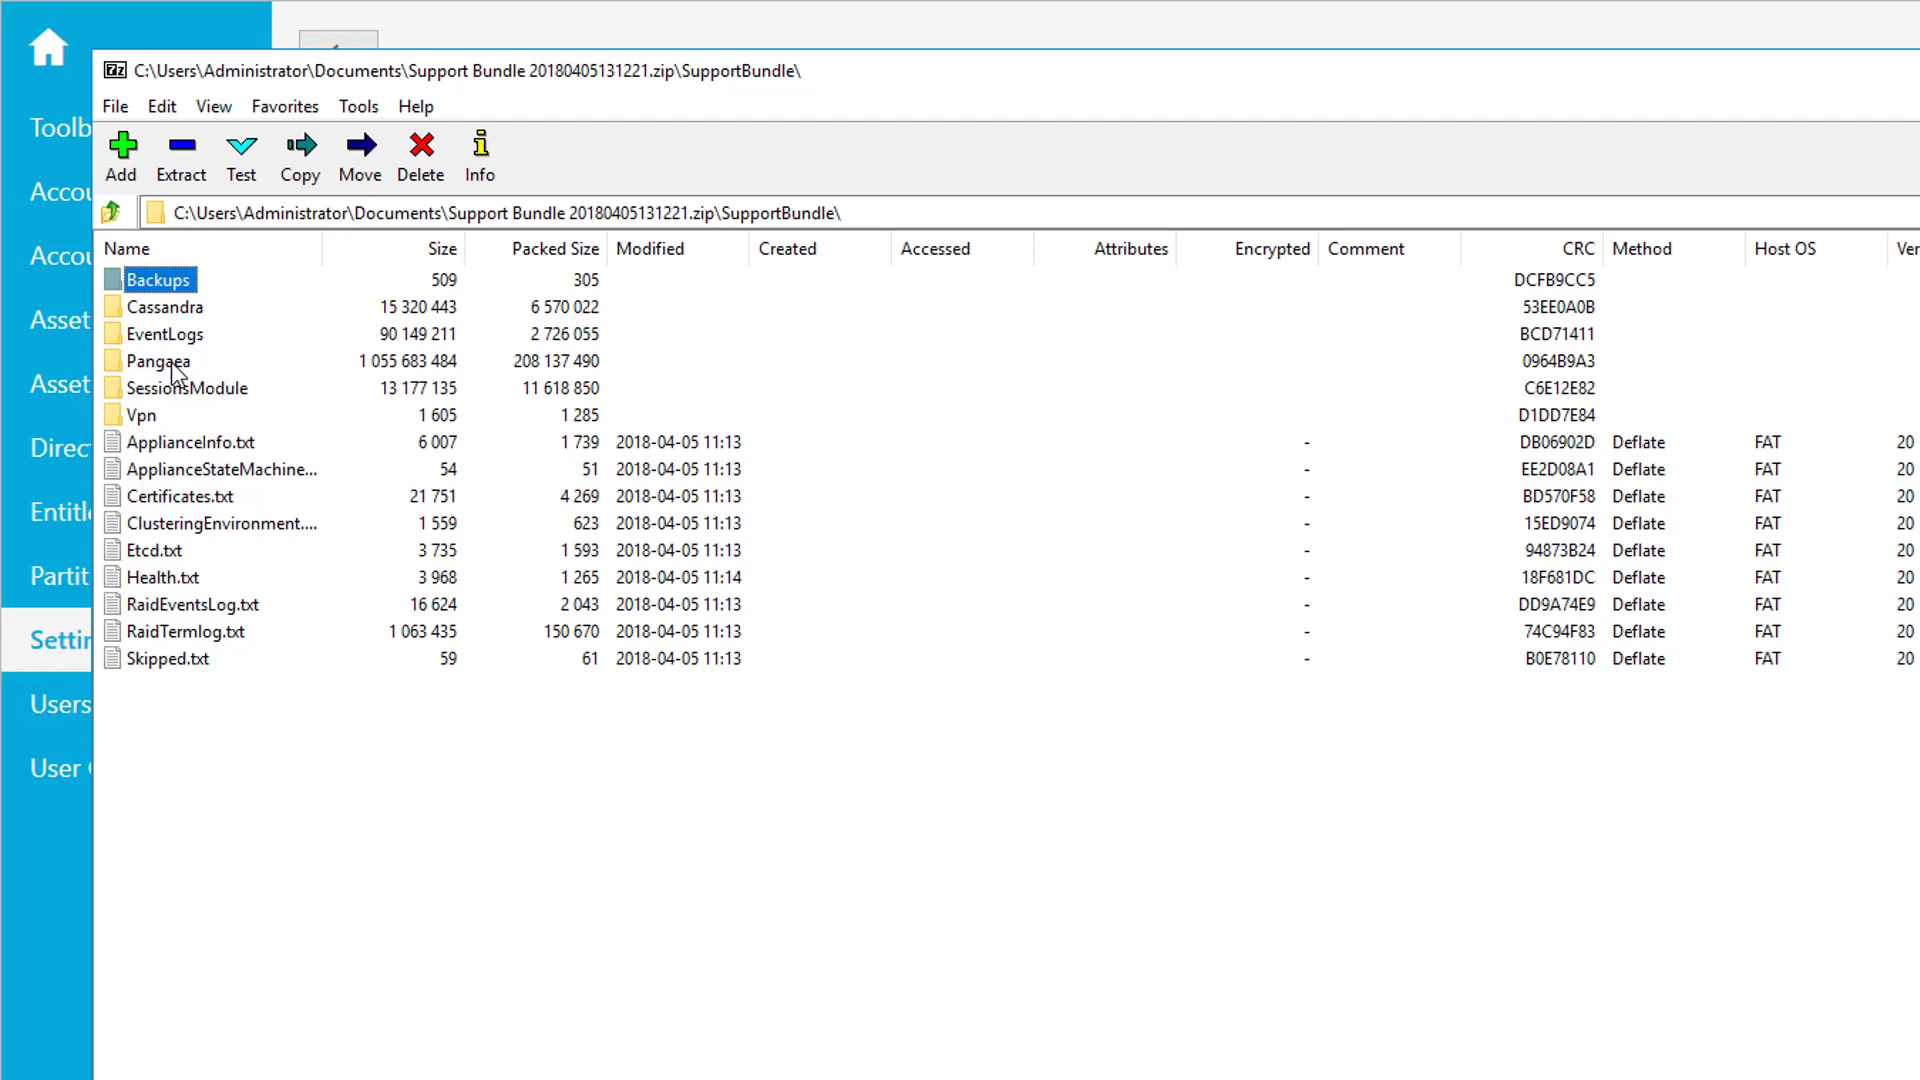 C:\Users\Administrator\Documents\Support Bundle 20180405131221.zip\SupportBundle\
File Edit View Favorites Tools Help
Add Extract Test Copy Move Delete Info
C:\Users\Administrator\Documents\Support Bundle 20180405131221.zip\SupportBundle\
Name Size Packed Size Modified Created Accessed Attributes Encrypted Comment CRC Method Host OS Ver
Backups 509 305 DCFB9CC5
Cassandra 15 320 443 6 570 022 53EE0A0B
EventLogs 90 149 211 2 726 055 BCD71411
Pangaea 1 055 683 484 208 137 490 0964B9A3
SessionsModule 13 177 135 11 618 850 C6E12E82
Vpn 1 605 1 285 D1DD7E84
ApplianceInfo.txt 6 007 1 739 2018-04-05 11:13 - DB06902D Deflate FAT 20
ApplianceStateMachine... 54 51 2018-04-05 11:13 - EE2D08A1 Deflate FAT 20
Certificates.txt 21 751 4 269 2018-04-05 11:13 - BD570F58 Deflate FAT 20
ClusteringEnvironment.... 1 559 623 2018-04-05 11:13 - 15ED9074 Deflate FAT 20
Etcd.txt 3 735 1 593 2018-04-05 11:13 - 94873B24 Deflate FAT 20
Health.txt 3 968 1 265 2018-04-05 11:14 - 18F681DC Deflate FAT 20
RaidEventsLog.txt 16 624 2 043 2018-04-05 11:13 - DD9A74E9 Deflate FAT 20
RaidTermlog.txt 1 063 435 150 670 2018-04-05 11:13 - 74C94F83 Deflate FAT 20
Skipped.txt 59 61 2018-04-05 11:13 - B0E78110 Deflate FAT 20
Toolb
Accou
Accou
Asset
Asset
Direc
Entitle
Partit
Settin
Users
User